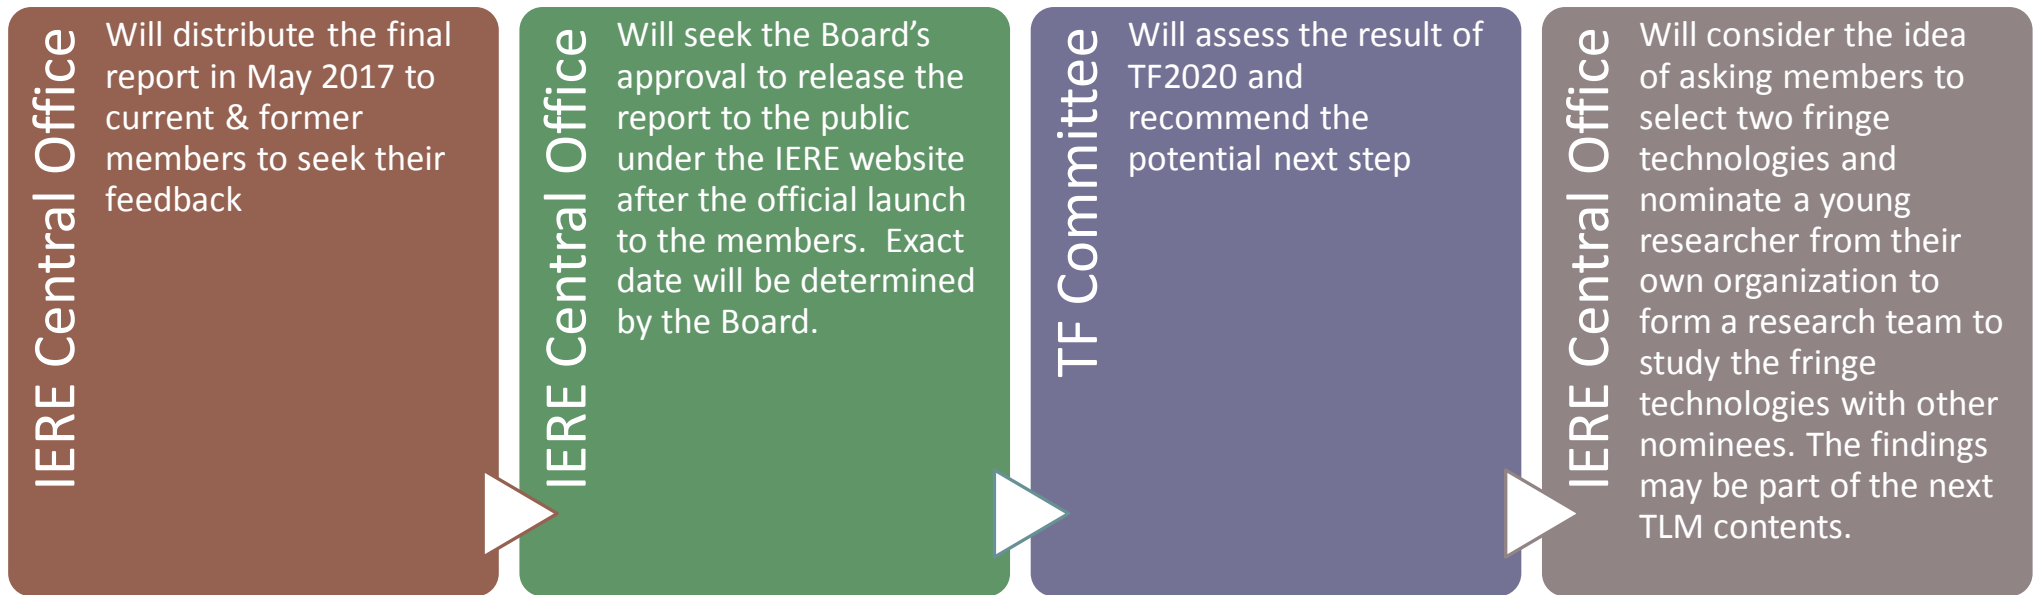 IERE Central Office
Will distribute the final
report in May 2017 to
current & former
members to seek their
feedback
IERE Central Office
Will seek the Board’s
approval to release the
report to the public
under the IERE website
after the official launch
to the members.  Exact
date will be determined
by the Board.
TF Committee
Will assess the result of
TF2020 and
recommend the
potential next step
IERE Central Office
Will consider the idea
of asking members to
select two fringe
technologies and
nominate a young
researcher from their
own organization to
form a research team to
study the fringe
technologies with other
nominees. The findings
may be part of the next
TLM contents.